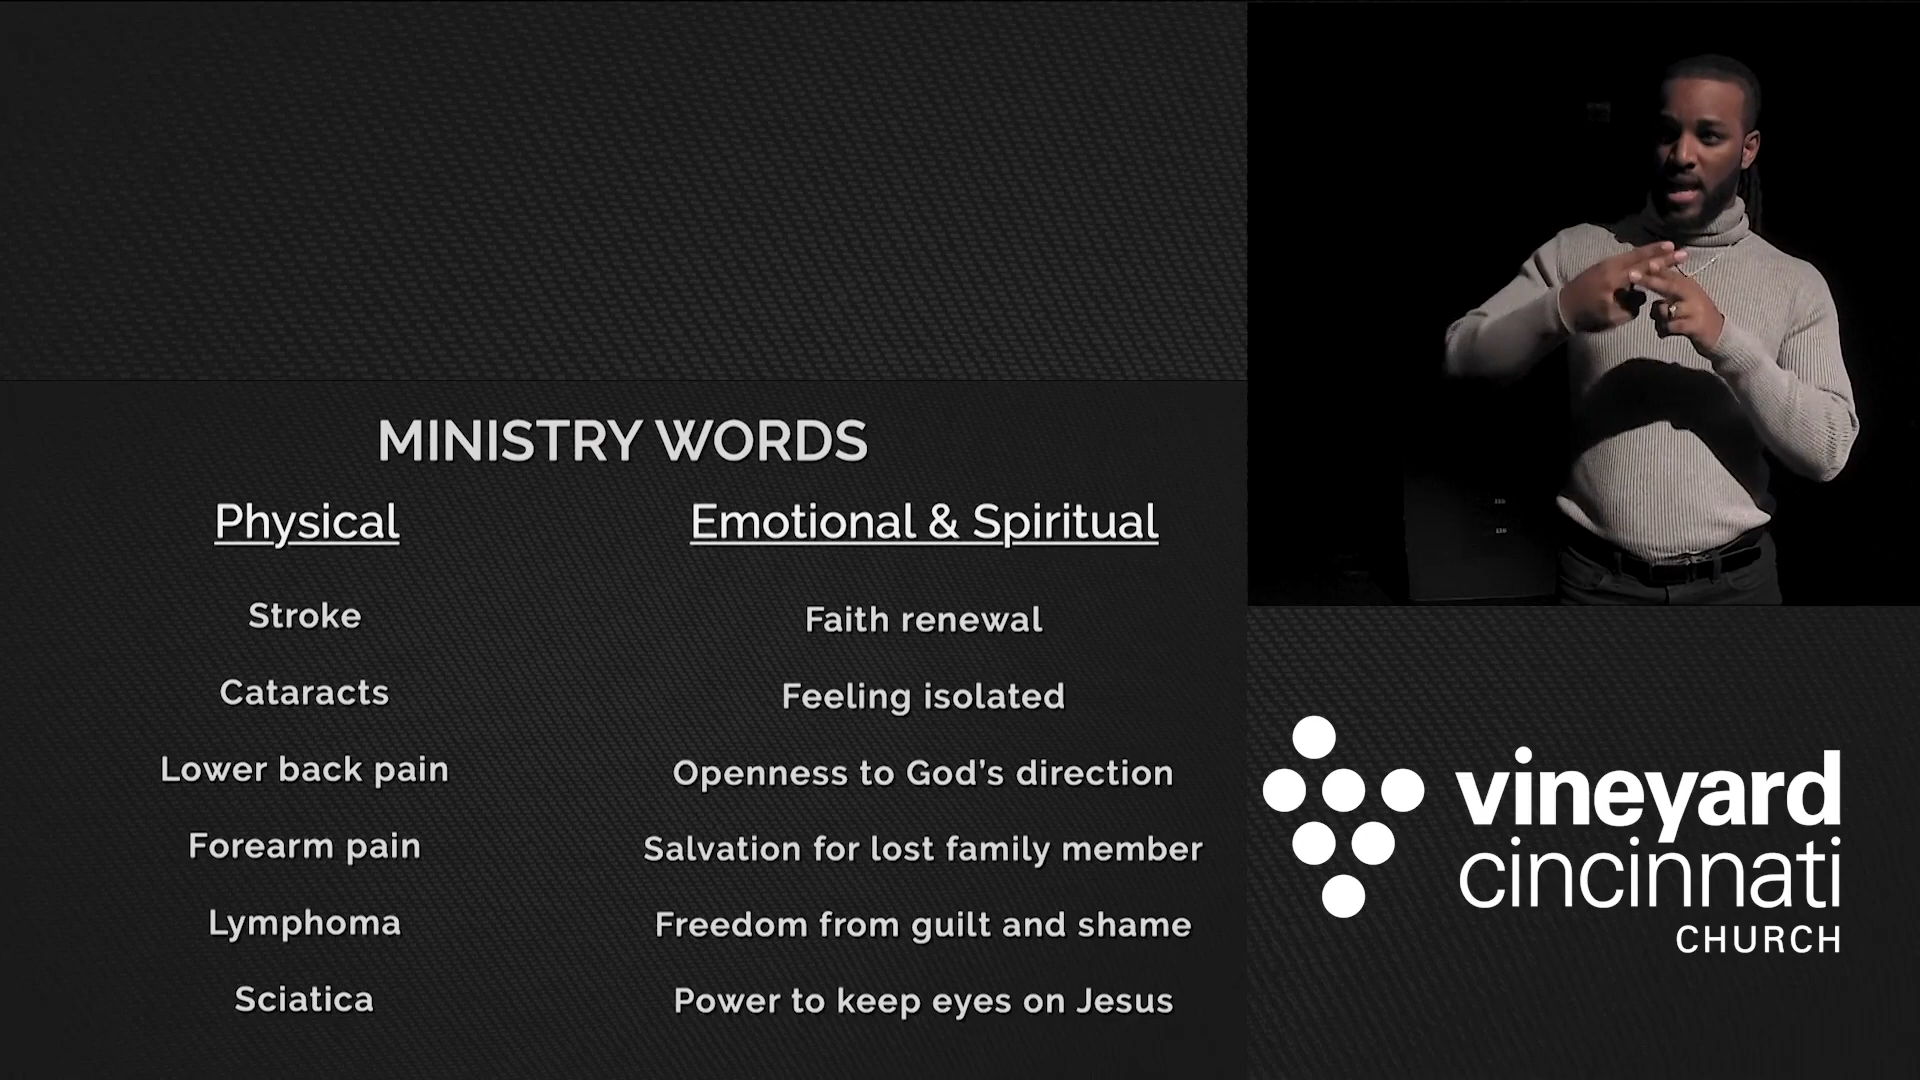 MINISTRY WORDS
Physical
Stroke
Cataracts
Lower back pain
Forearm pain
Lymphoma
Sciatica
Emotional & Spiritual
Faith renewal
Feeling isolated
Openness to God’s direction
Salvation for lost family member
Freedom from guilt and shame
Power to keep eyes on Jesus
vineyard
cincinnati
CHURCH